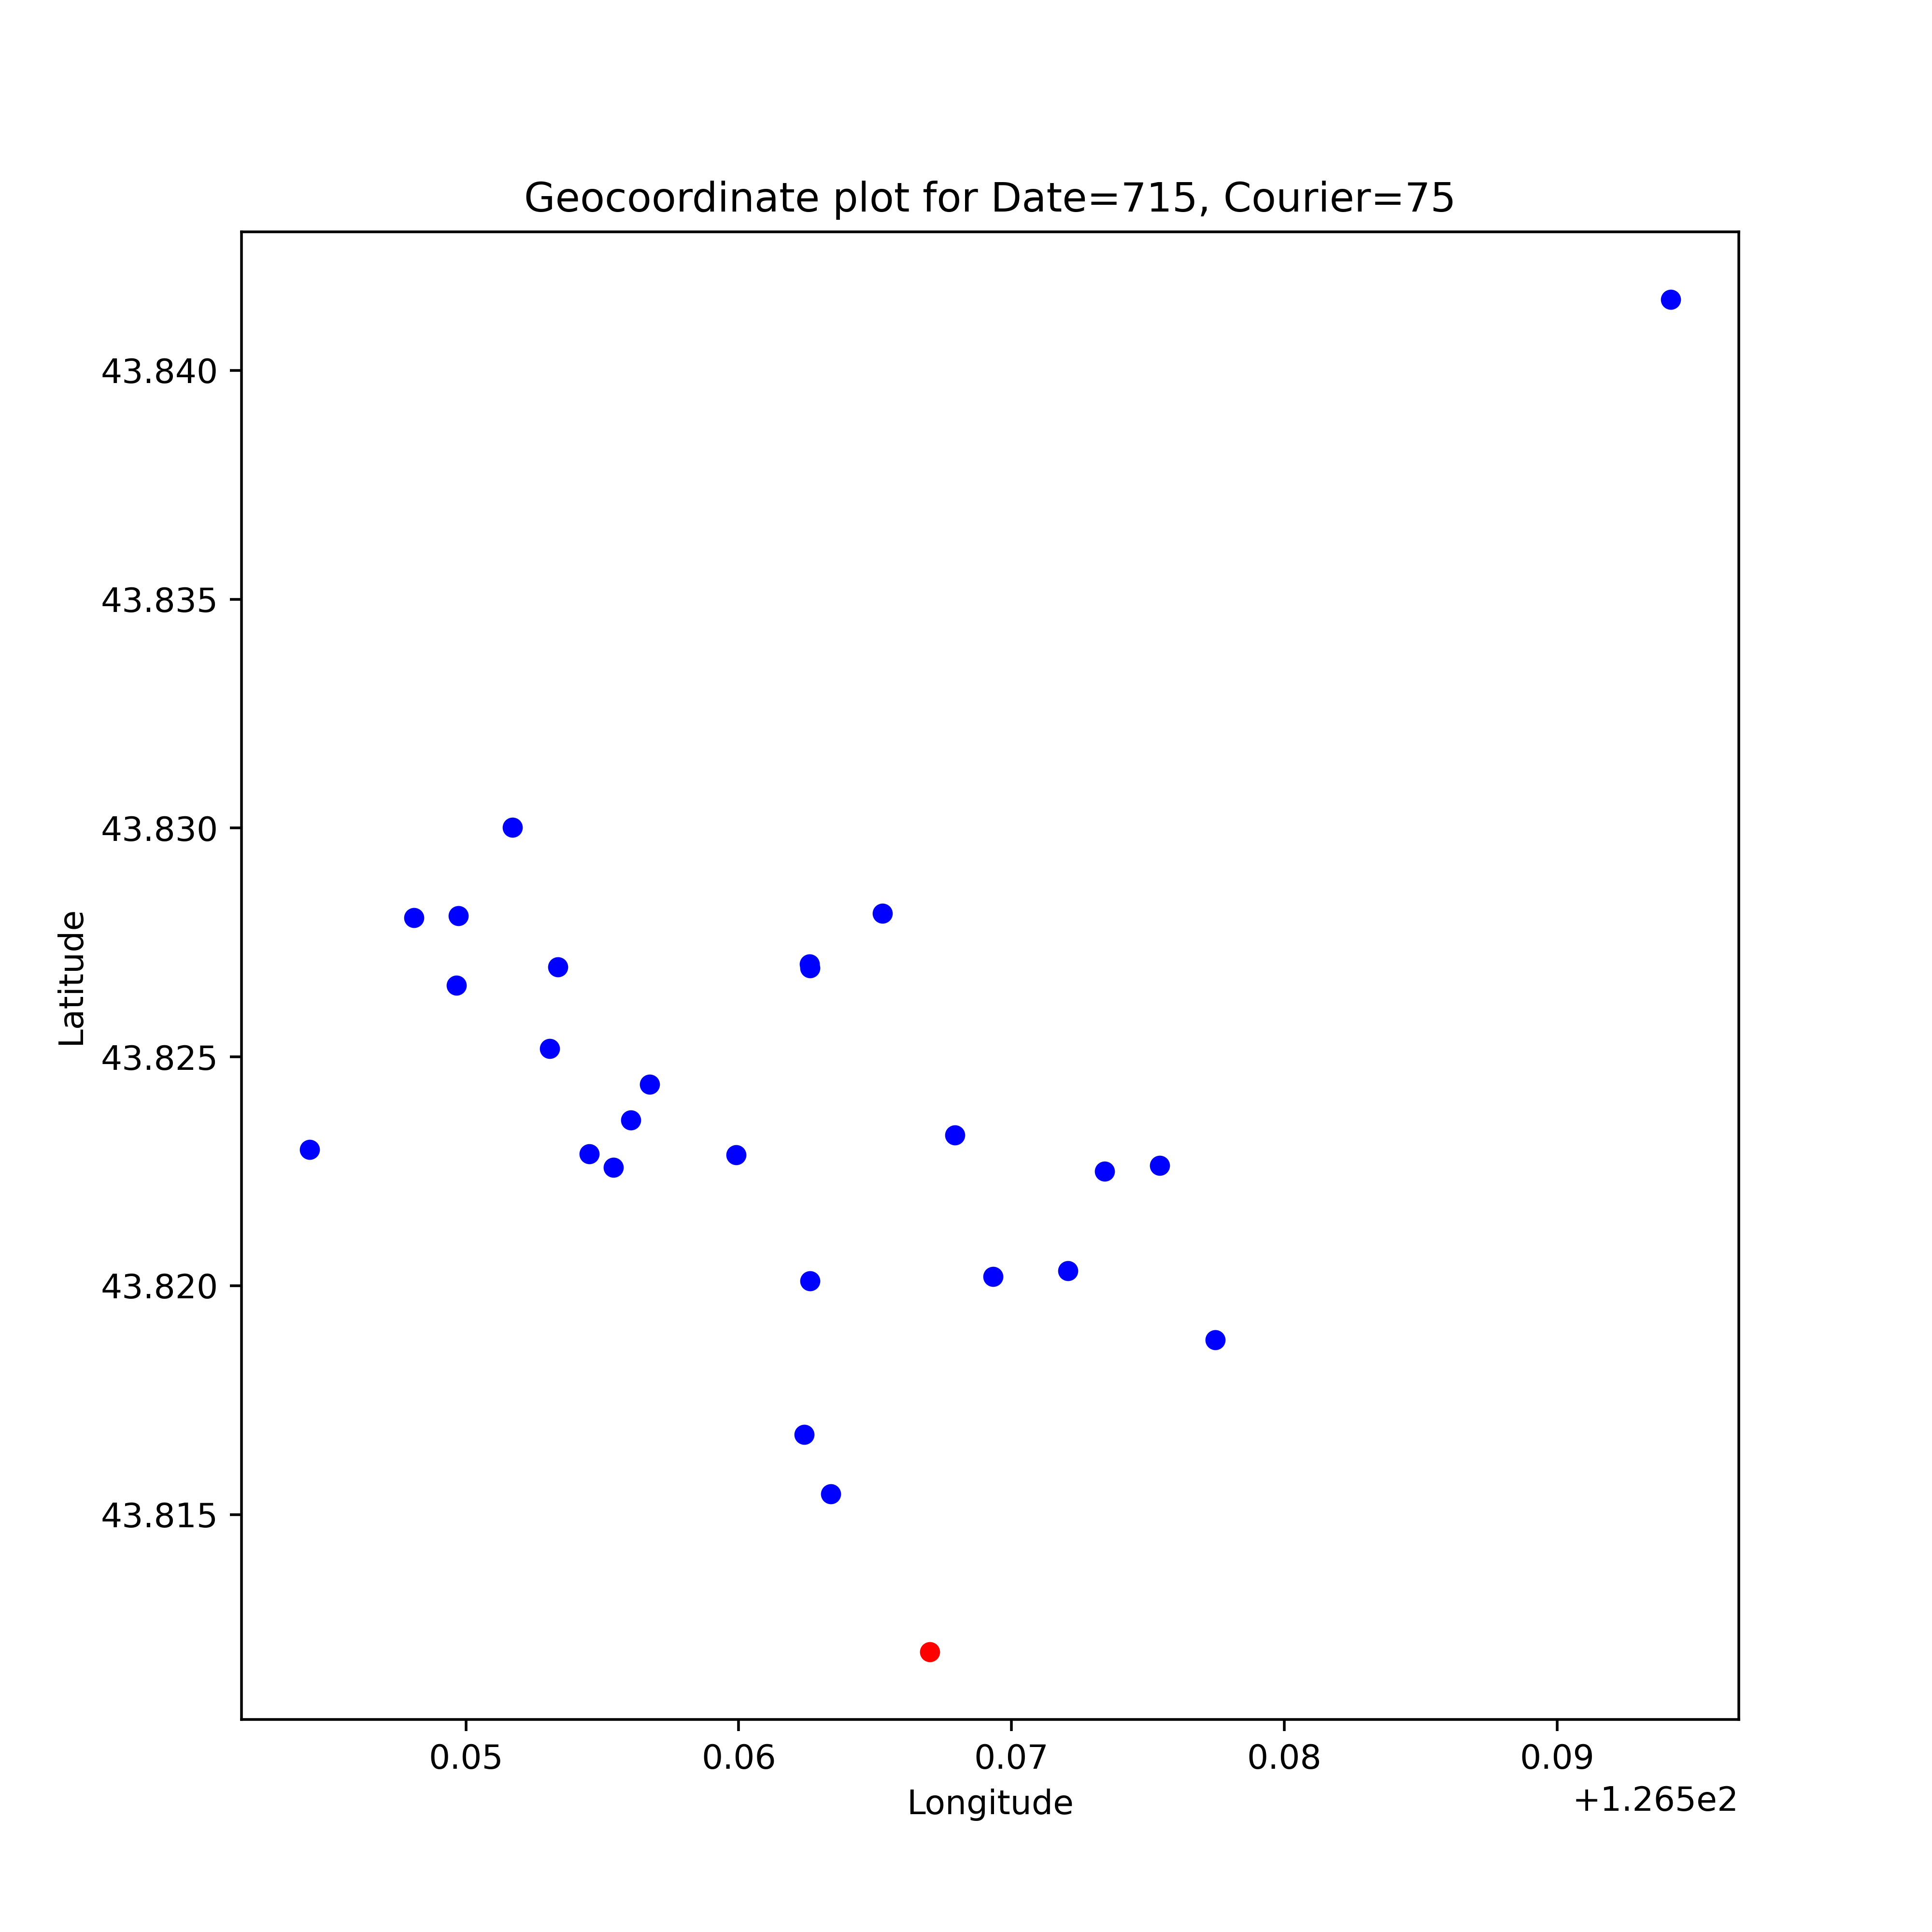 Geocoordinate plot for Date=715, Courier=75
43.840
43.835
43.830
43.825
43.820
43.815
Latitude
0.05 0.06 0.07 0.08 0.09
Longitude
+1.265e2